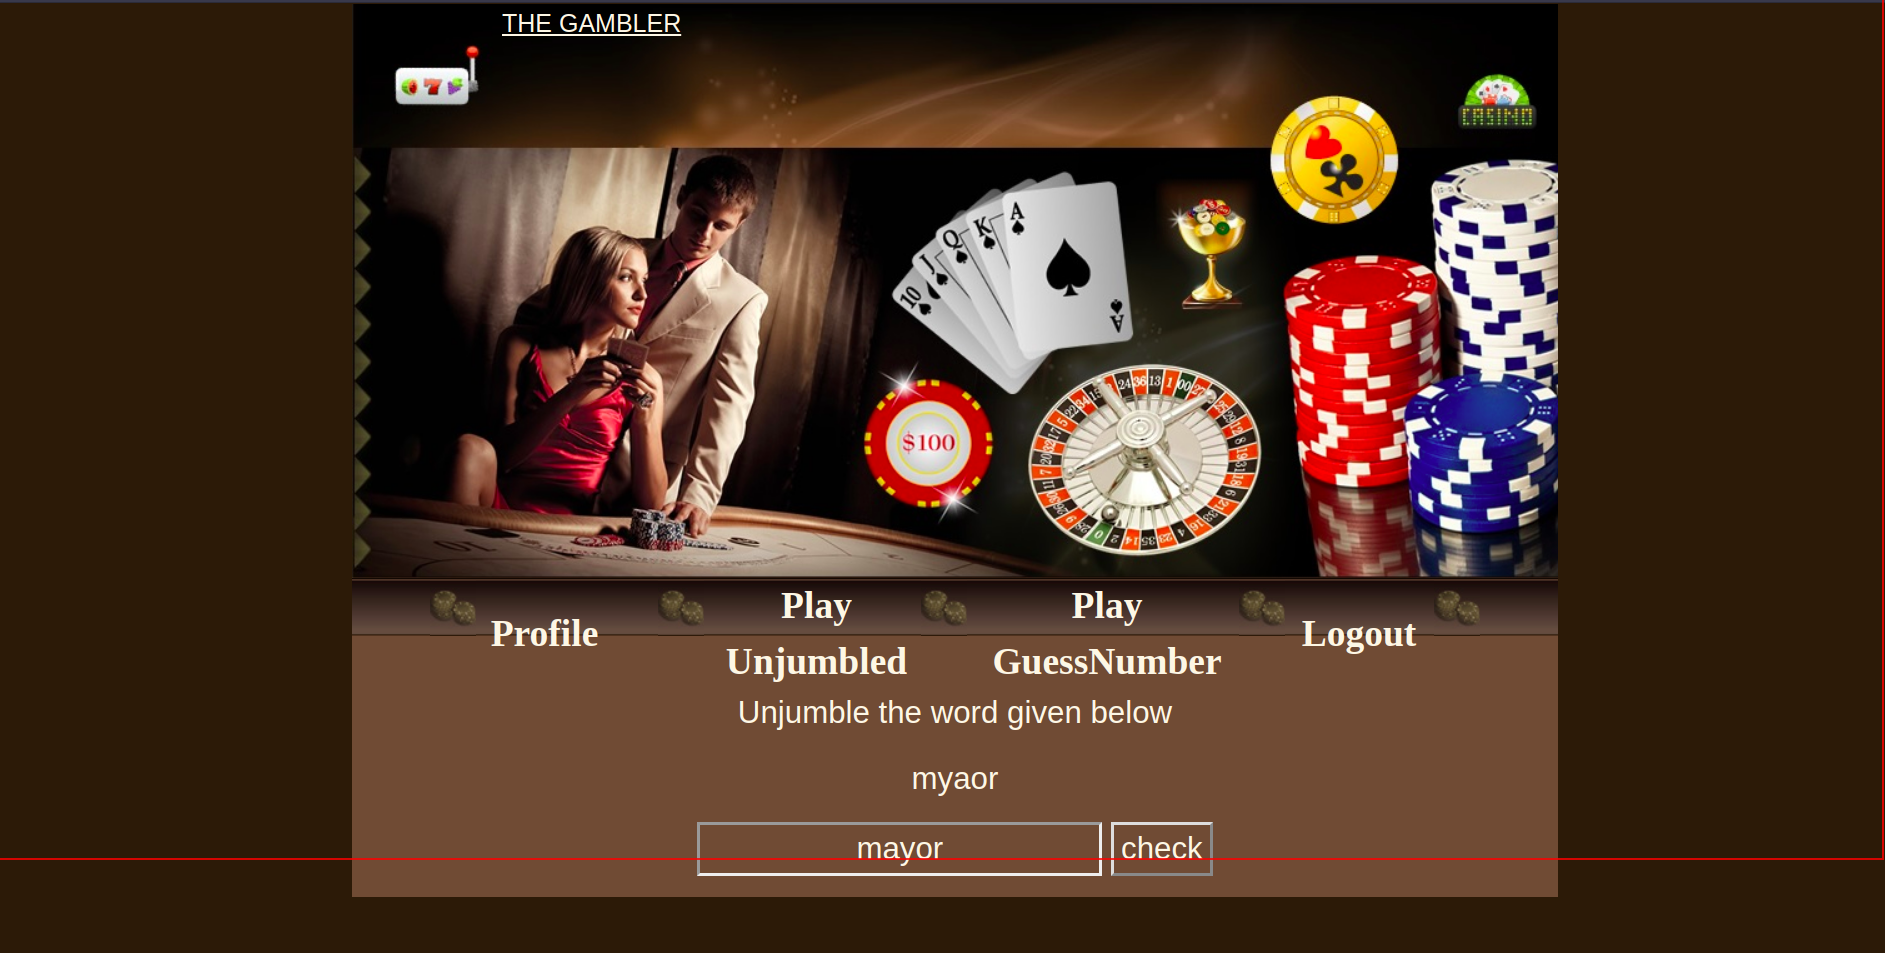 THE GAMBLER
7
CASINO
A
K
Q
J
10
A
$100
Profile
Play Unjumbled
Play GuessNumber
Logout
Unjumble the word given below
myaor
mayor check